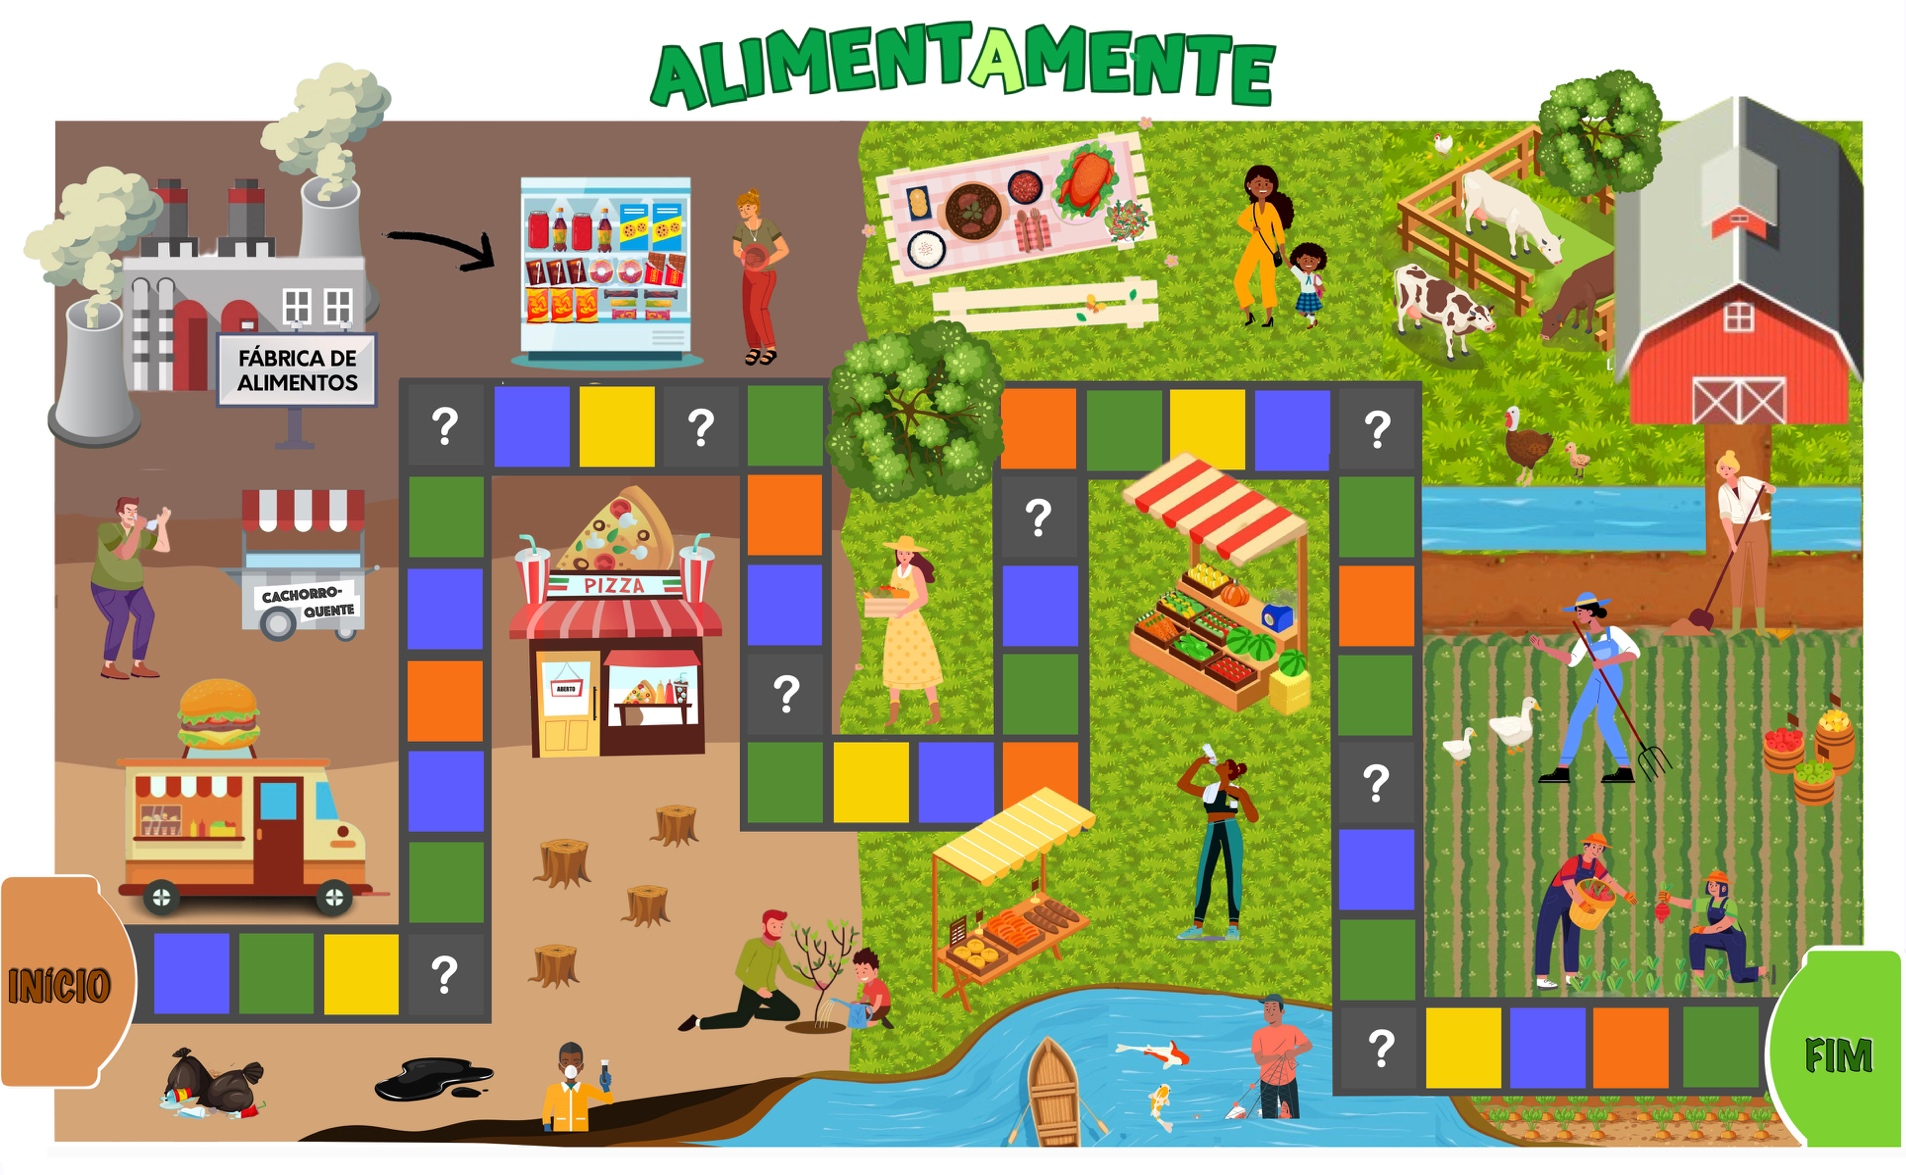 ALIMENTAMENTE
FÁBRICA DE
ALIMENTOS
?
?
?
?
CACHORRO-
QUENTE
PIZZA
ABERTO
?
?
?
INÍCIO
?
?
FIM